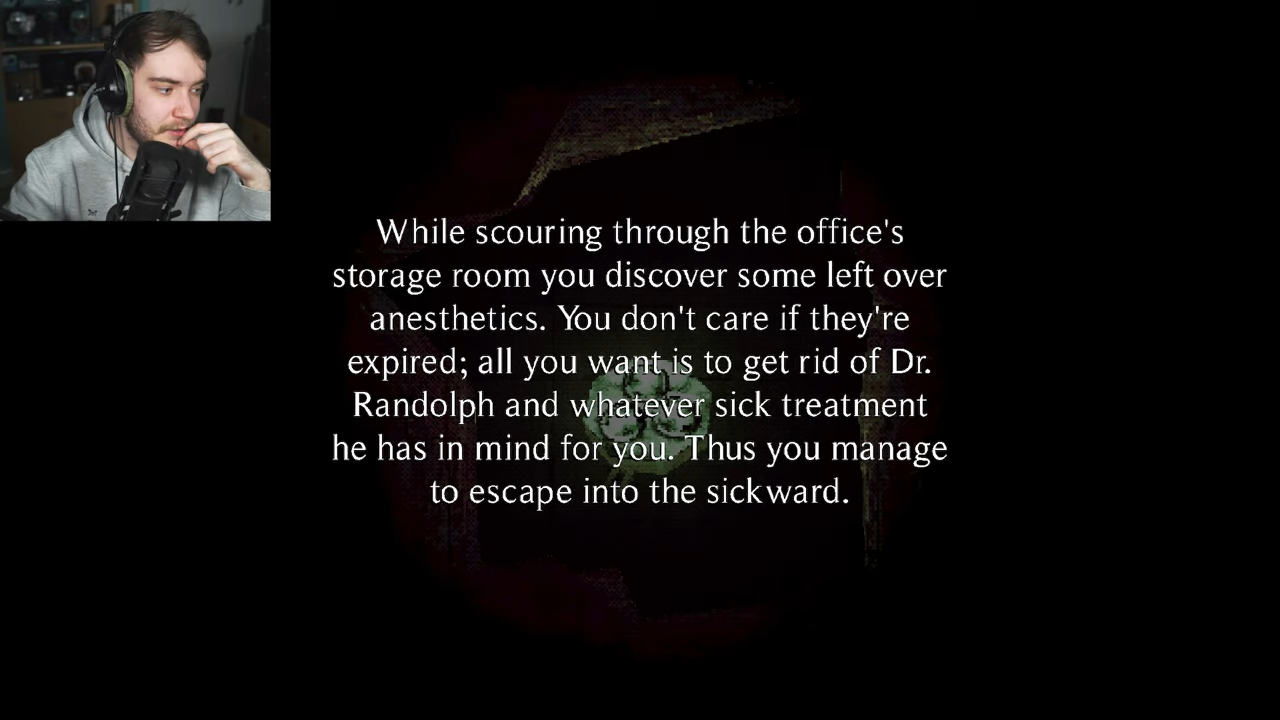 While scouring through the office's
storage room you discover some left over
anesthetics. You don't care if they're
expired; all you want is to get rid of Dr.
Randolph and whatever sick treatment
he has in mind for you. Thus you manage
to escape into the sickward.